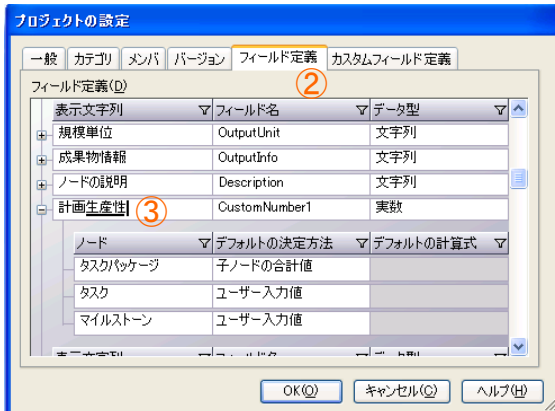 プロジェクトの設定
一般 カテゴリ メンバ バージョン フィールド定義 カスタムフィールド定義
②
フィールド定義(D)
表示文字列 フィールド名 データ型
規模単位 OutputUnit 文字列
成果物情報 OutputInfo 文字列
ノードの説明 Description 文字列
計画生産性 ③ CustomNumber1 実数
ノード デフォルトの決定方法 デフォルトの計算式
タスクパッケージ 子ノードの合計値
タスク ユーザー入力値
マイルストーン ユーザー入力値
OK(O) キャンセル(C) ヘルプ(H)